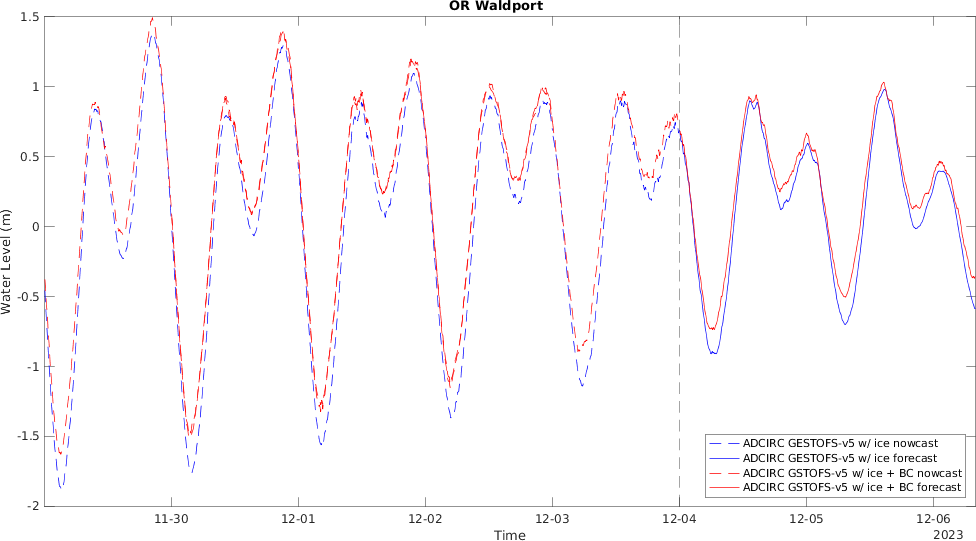 OR Waldport
1.5
1
0.5
0
-0.5
-1
-1.5
-2
Water Level (m)
11-30
12-01
12-02
12-03
12-04
12-05
12-06
Time
2023
ADCIRC GESTOFS-v5 w/ ice nowcast
ADCIRC GESTOFS-v5 w/ ice forecast
ADCIRC GSTOFS-v5 w/ ice + BC nowcast
ADCIRC GSTOFS-v5 w/ ice + BC forecast